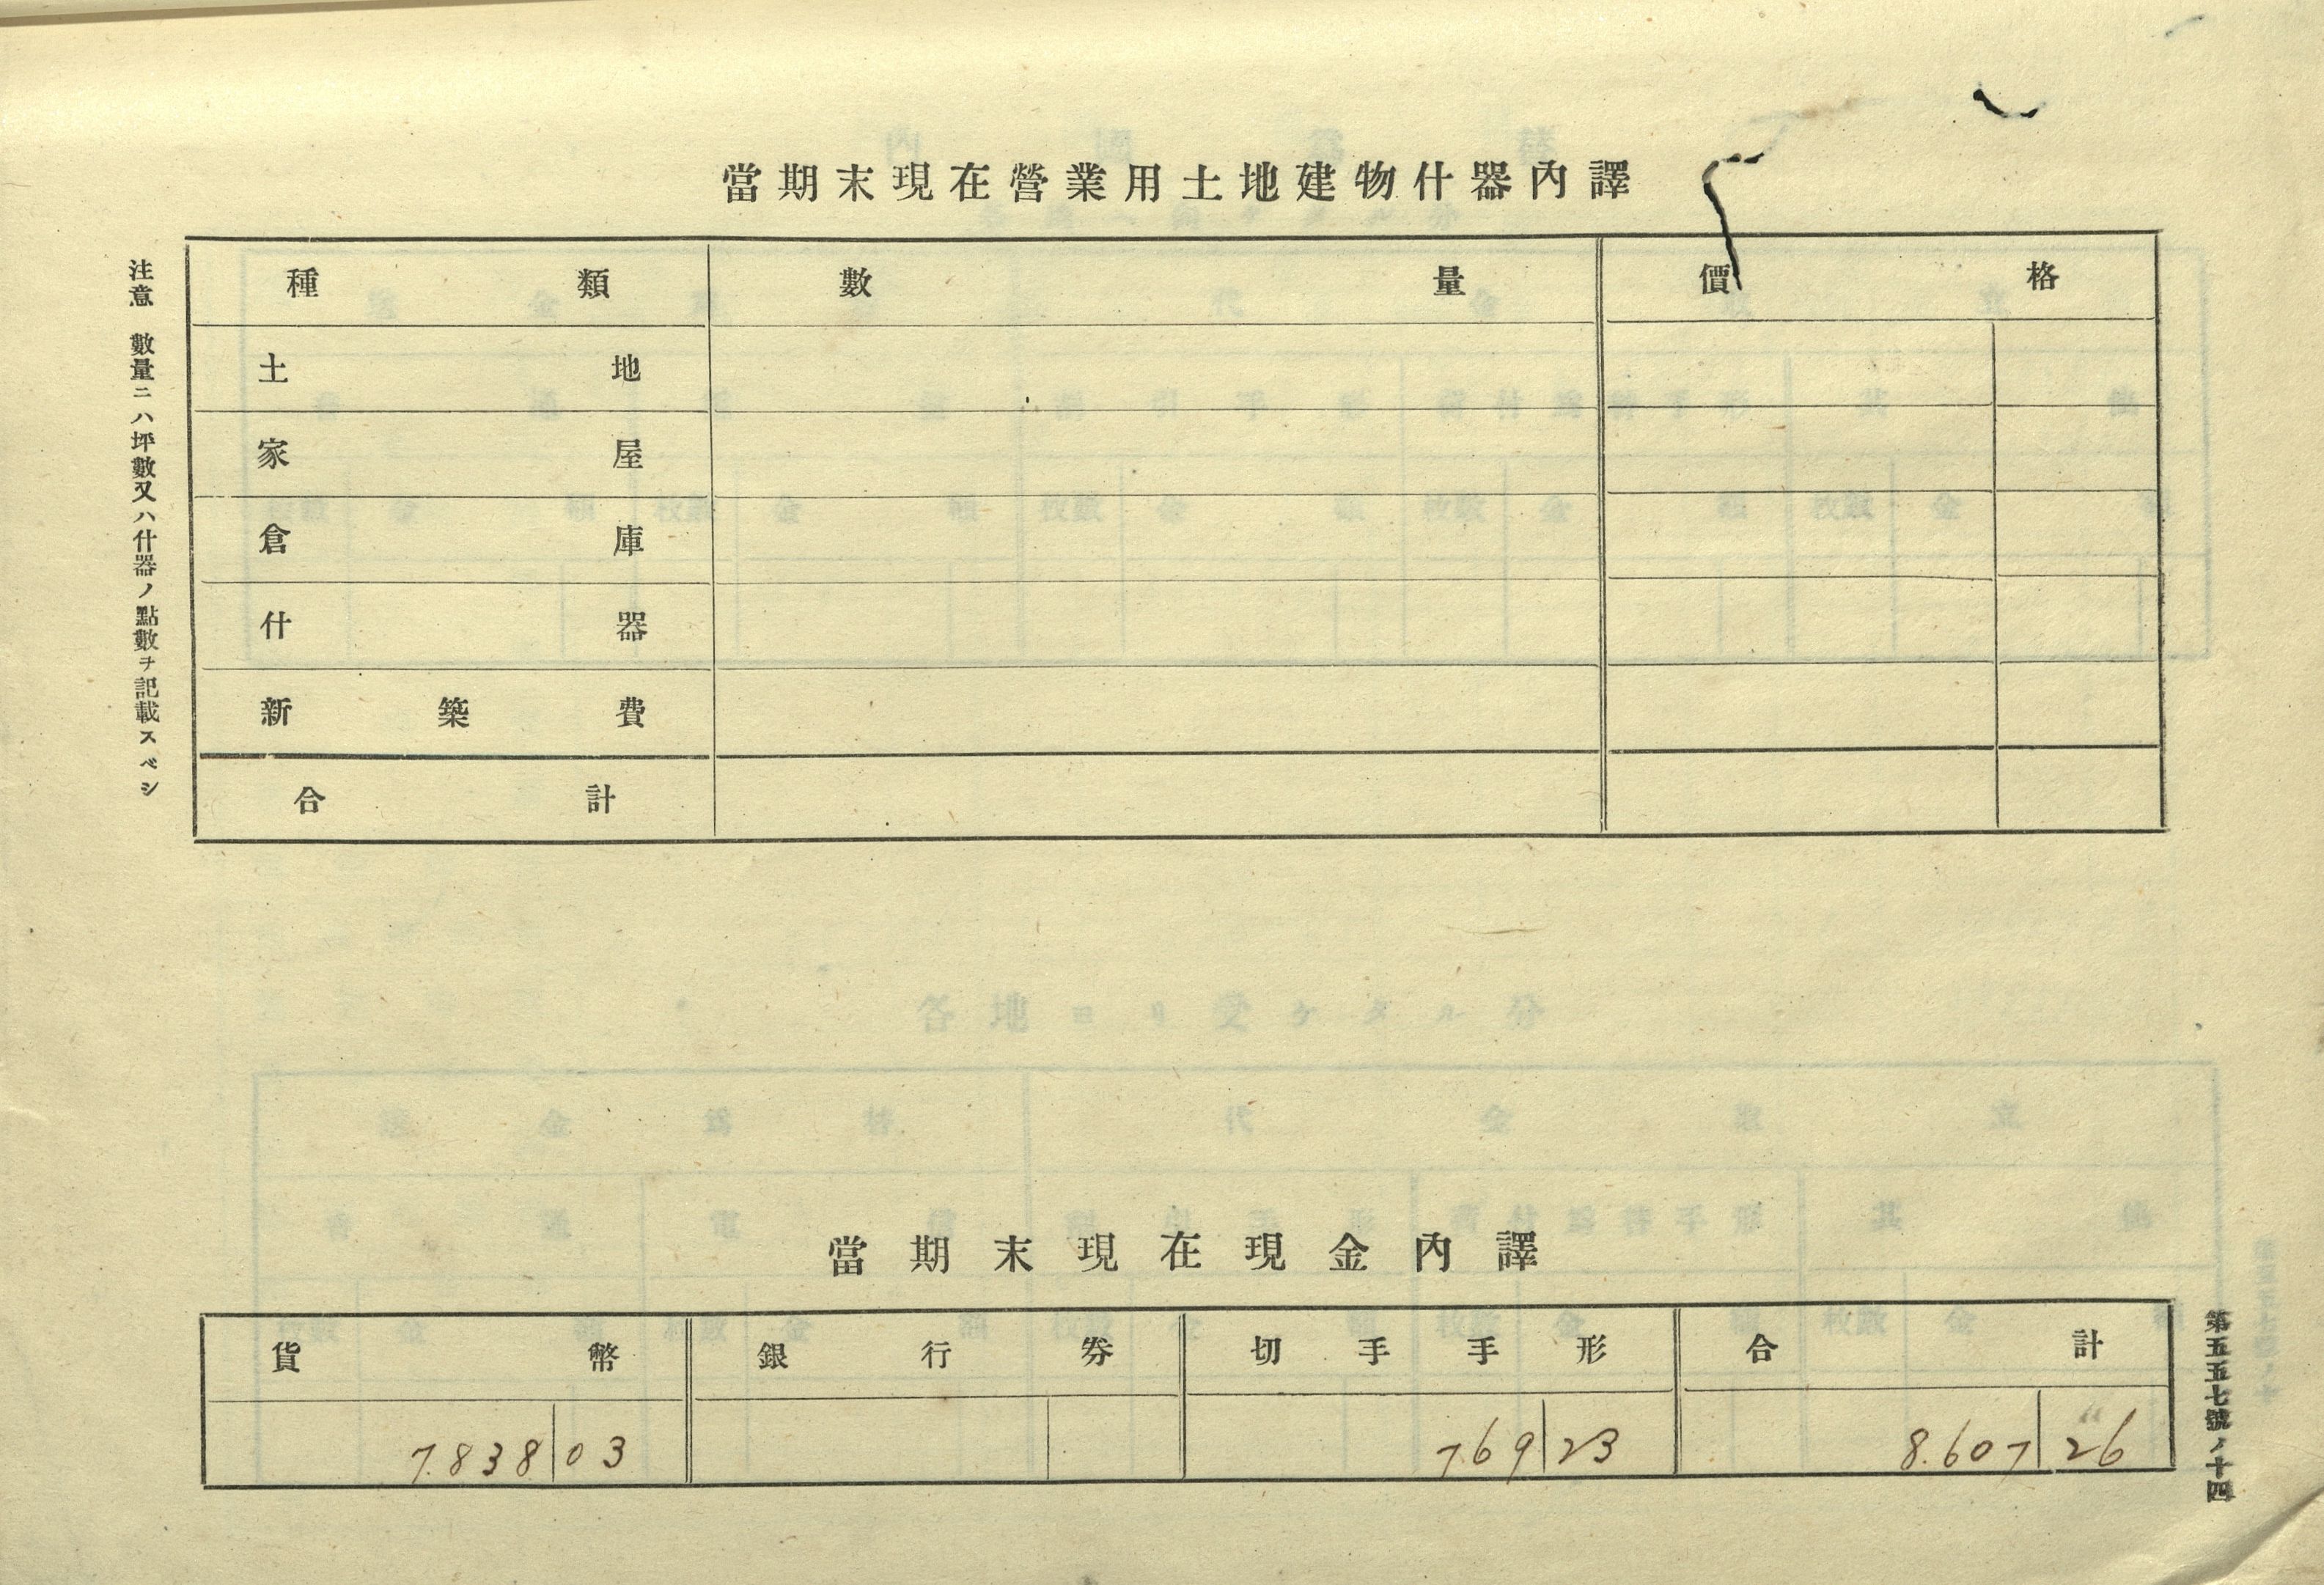 當期末現在營業用土地建物什器內譯
注意 數量ニハ坪數又ハ什器ノ點數ヲ記載スベシ
種類 數量 價格
土地
家屋
倉庫
什器
新築費
合計
當期末現在現金內譯
貨幣 銀行券 切手手形 合計
7.838 03 769 23 8.607 26
第五五七號ノ十四